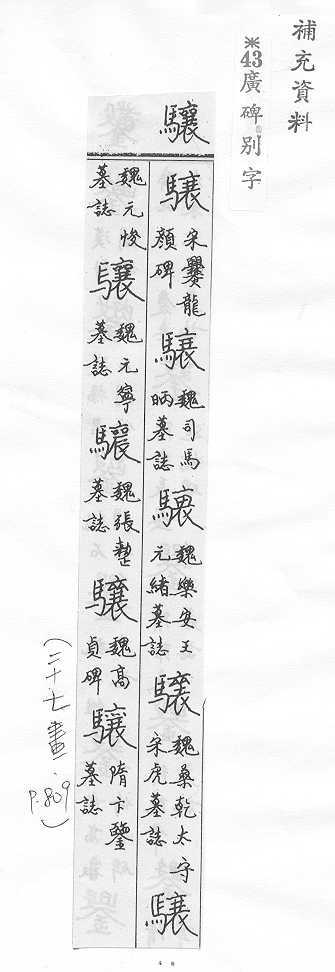 補充資料
※43廣碑別字
驤
驤 宋爨龍顏碑 驤 魏司馬昞墓誌 驤 魏樂安王元緒墓誌 驤 魏桑乾太守宋虎墓誌 驤
魏元悛墓誌 驤 魏元寧墓誌 驤 魏張整墓誌 驤 魏高貞碑 驤 隋卞鑒墓誌
(二十七畫. P.809)